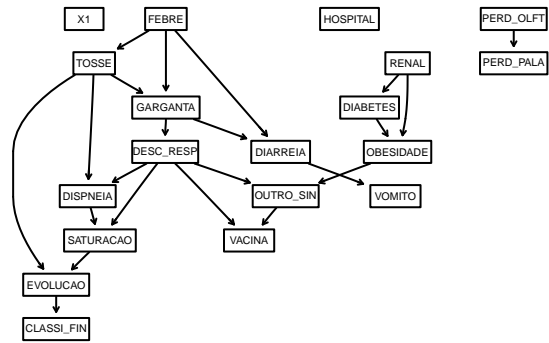 X1
FEBRE
HOSPITAL
PERD_OLFT
TOSSE
RENAL
PERD_PALA
GARGANTA
DIABETES
DESC_RESP
DIARREIA
OBESIDADE
DISPNEIA
OUTRO_SIN
VOMITO
SATURACAO
VACINA
EVOLUCAO
CLASSI_FIN